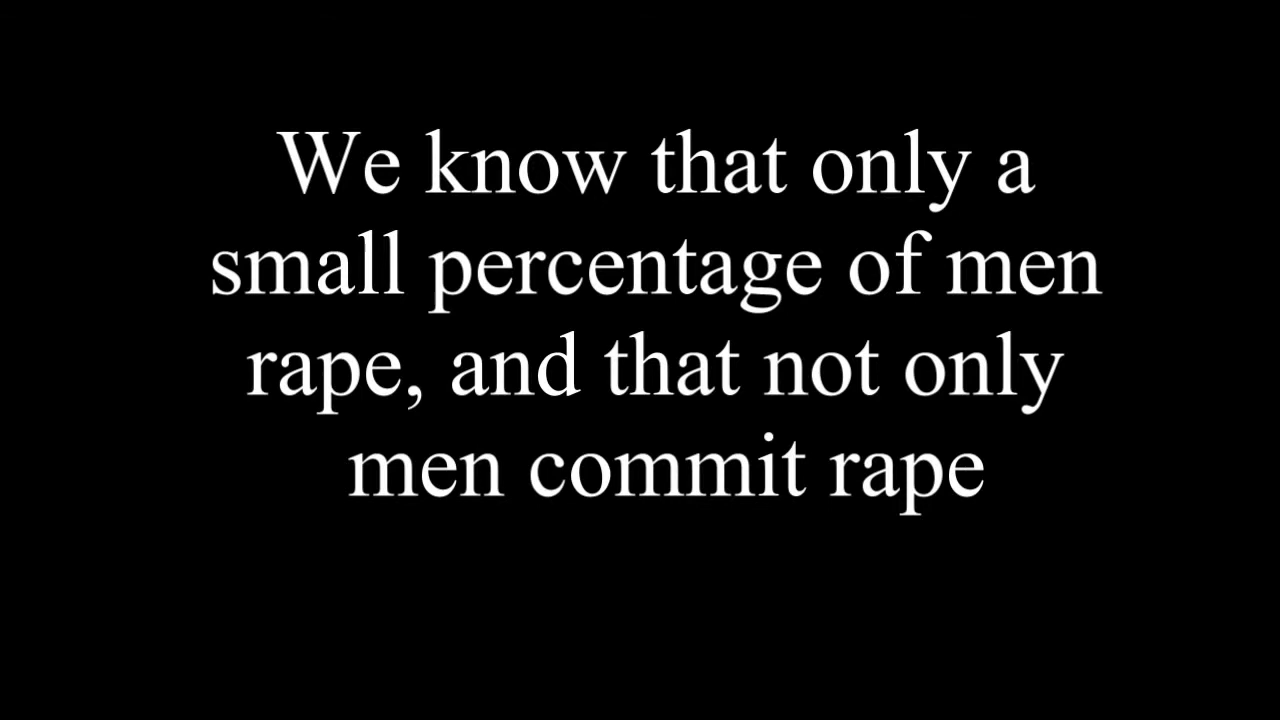 We know that only a
small percentage of men
rape, and that not only
men commit rape